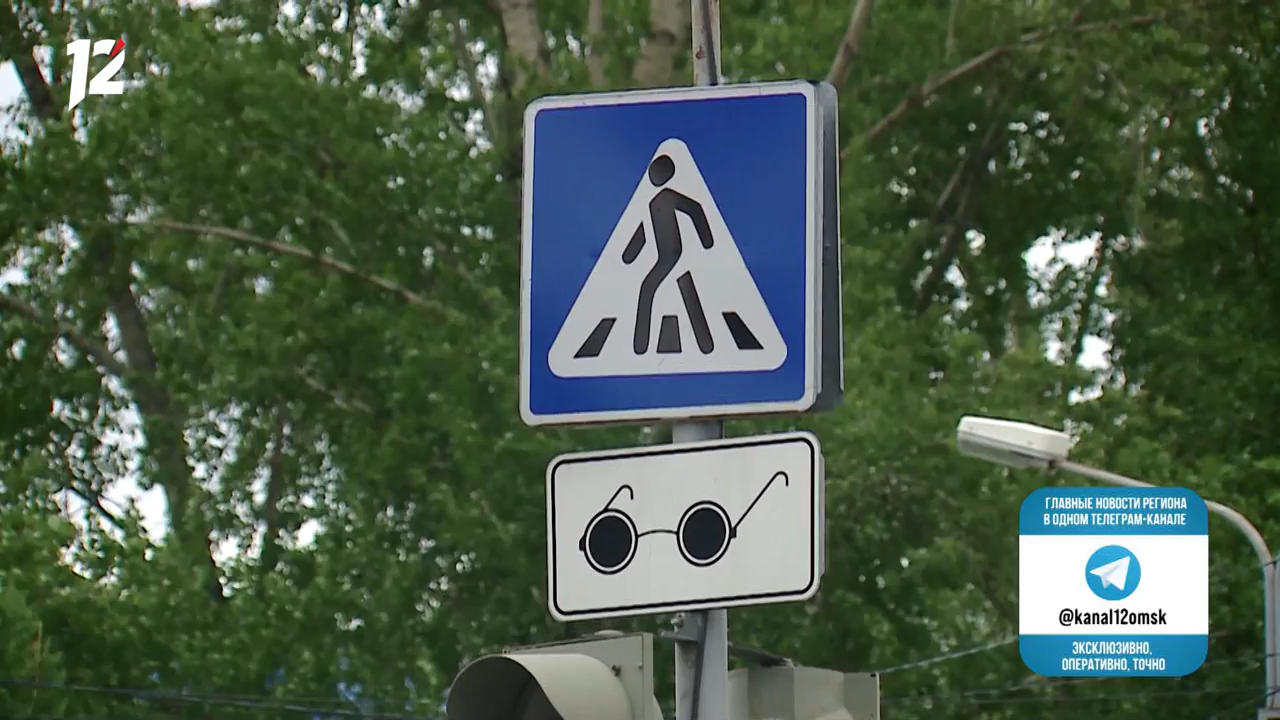 12
ГЛАВНЫЕ НОВОСТИ РЕГИОНА
В ОДНОМ ТЕЛЕГРАМ-КАНАЛЕ
@kanal12omsk
ЭКСКЛЮЗИВНО,
ОПЕРАТИВНО, ТОЧНО